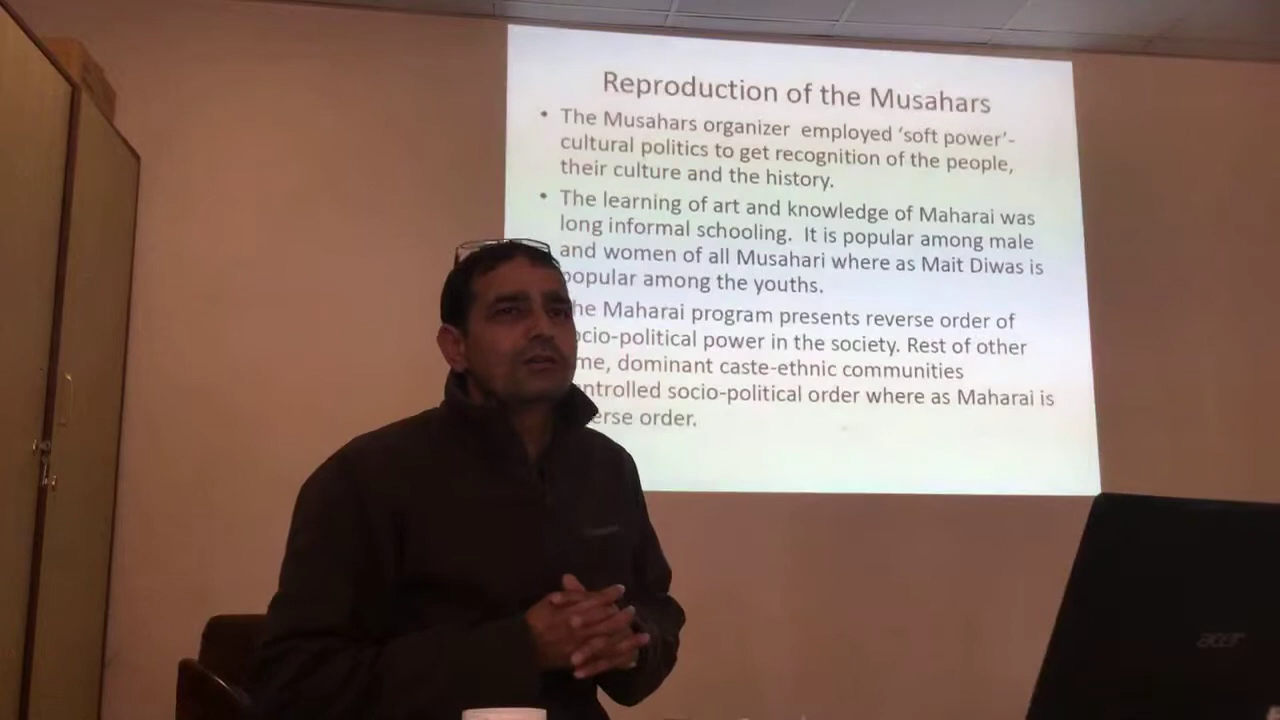 Reproduction of the Musahars
• The Musahars organizer employed ‘soft power’-
cultural politics to get recognition of the people,
their culture and the history.
• The learning of art and knowledge of Maharai was
long informal schooling. It is popular among male
and women of all Musahari where as Mait Diwas is
popular among the youths.
he Maharai program presents reverse order of
ocio-political power in the society. Rest of other
me, dominant caste-ethnic communities
ntrolled socio-political order where as Maharai is
erse order.
acer